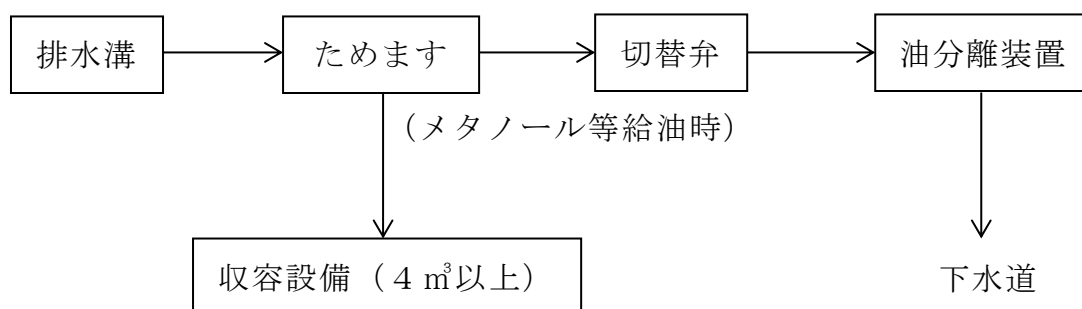 排水溝
ためます
切替弁
油分離装置
（メタノール等給油時）
収容設備（４㎥以上）
下水道